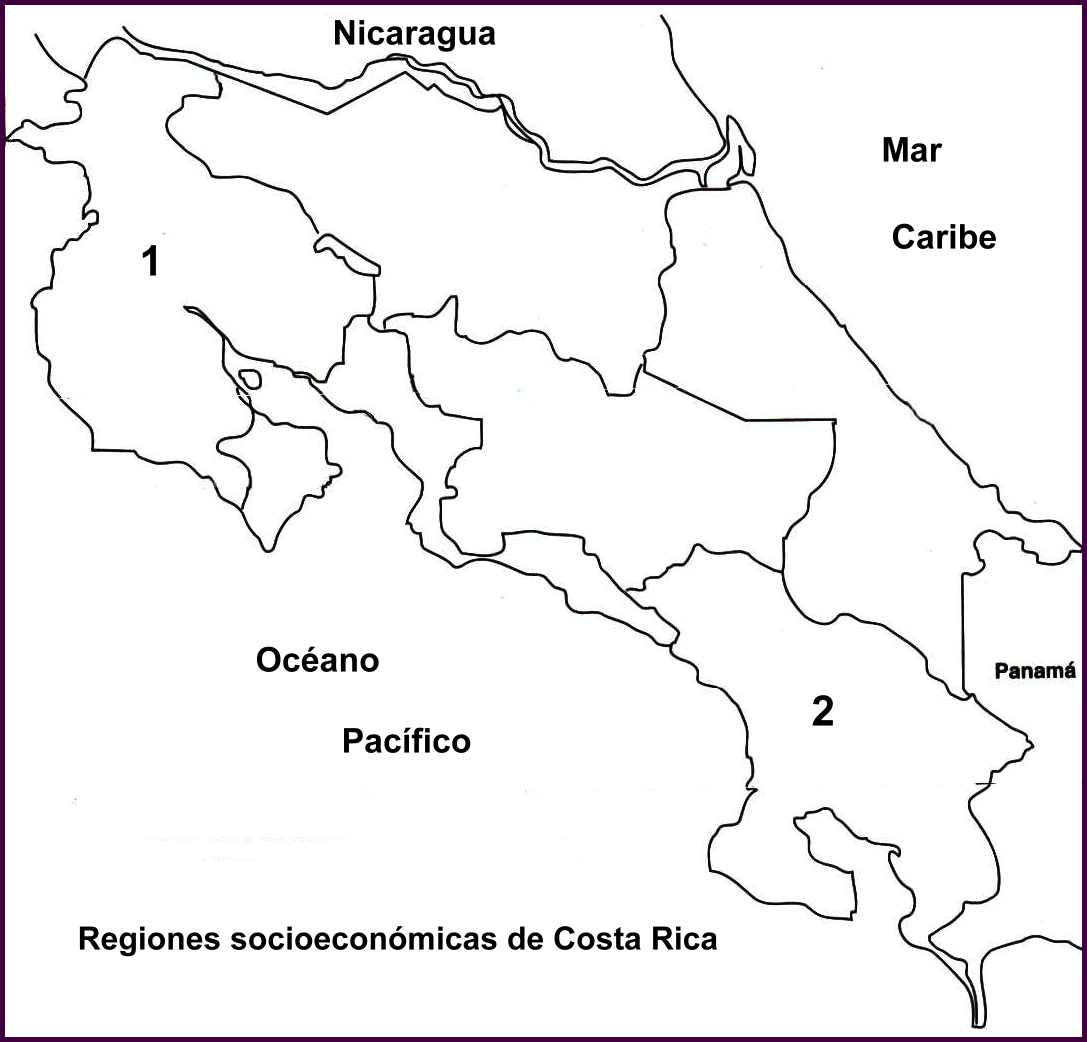 Nicaragua
Mar
Caribe
1
Océano
Pacífico
Panamá
2
Regiones socioeconómicas de Costa Rica